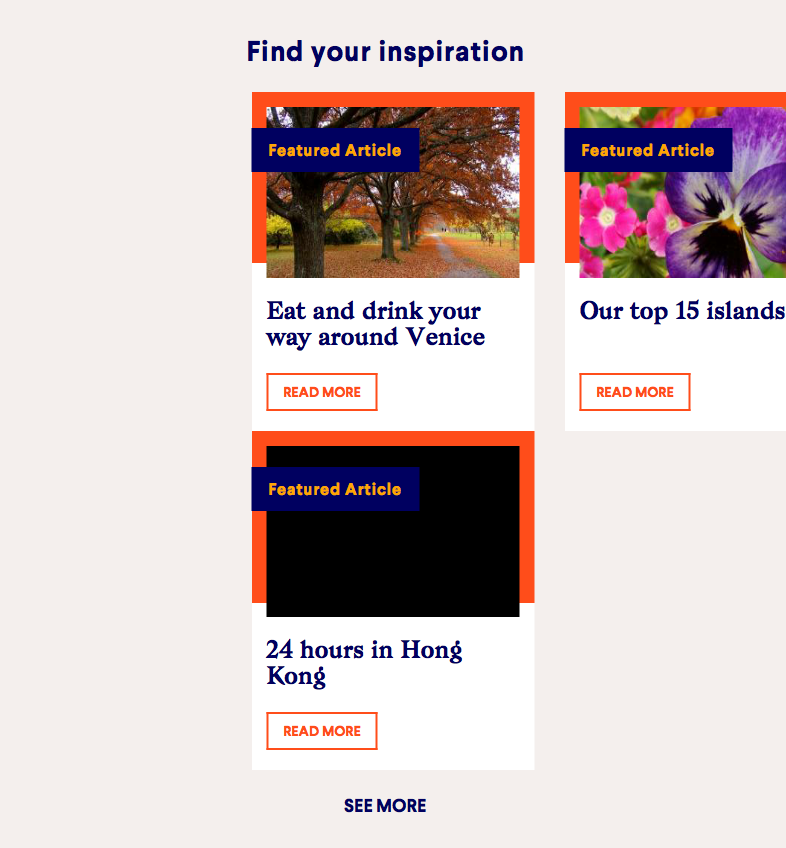 Find your inspiration
Featured Article
Eat and drink your
way around Venice
READ MORE
Featured Article
Our top 15 islands
READ MORE
Featured Article
24 hours in Hong
Kong
READ MORE
SEE MORE